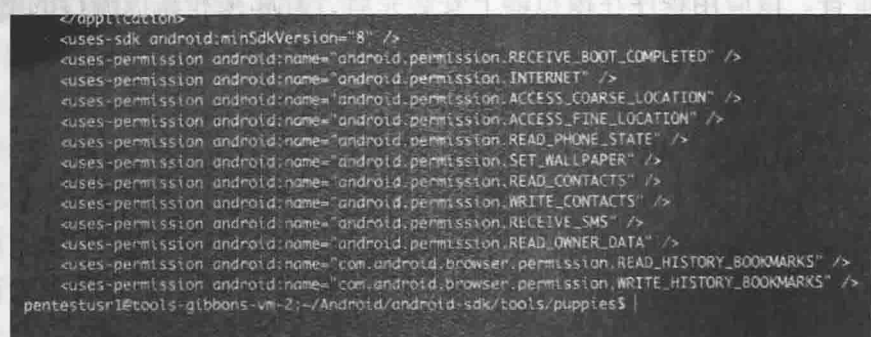 </application>
<uses-sdk android:minSdkVersion="8" />
<uses-permission android:name="android.permission.RECEIVE_BOOT_COMPLETED" />
<uses-permission android:name="android.permission.INTERNET" />
<uses-permission android:name="android.permission.ACCESS_COARSE_LOCATION" />
<uses-permission android:name="android.permission.ACCESS_FINE_LOCATION" />
<uses-permission android:name="android.permission.READ_PHONE_STATE" />
<uses-permission android:name="android.permission.SET_WALLPAPER" />
<uses-permission android:name="android.permission.READ_CONTACTS" />
<uses-permission android:name="android.permission.WRITE_CONTACTS" />
<uses-permission android:name="android.permission.RECEIVE_SMS" />
<uses-permission android:name="android.permission.READ_OWNER_DATA" />
<uses-permission android:name="com.android.browser.permission.READ_HISTORY_BOOKMARKS" />
<uses-permission android:name="com.android.browser.permission.WRITE_HISTORY_BOOKMARKS" />
pentestusr1@tools-gibbons-vm-2:~/Android/android-sdk/tools/puppies$